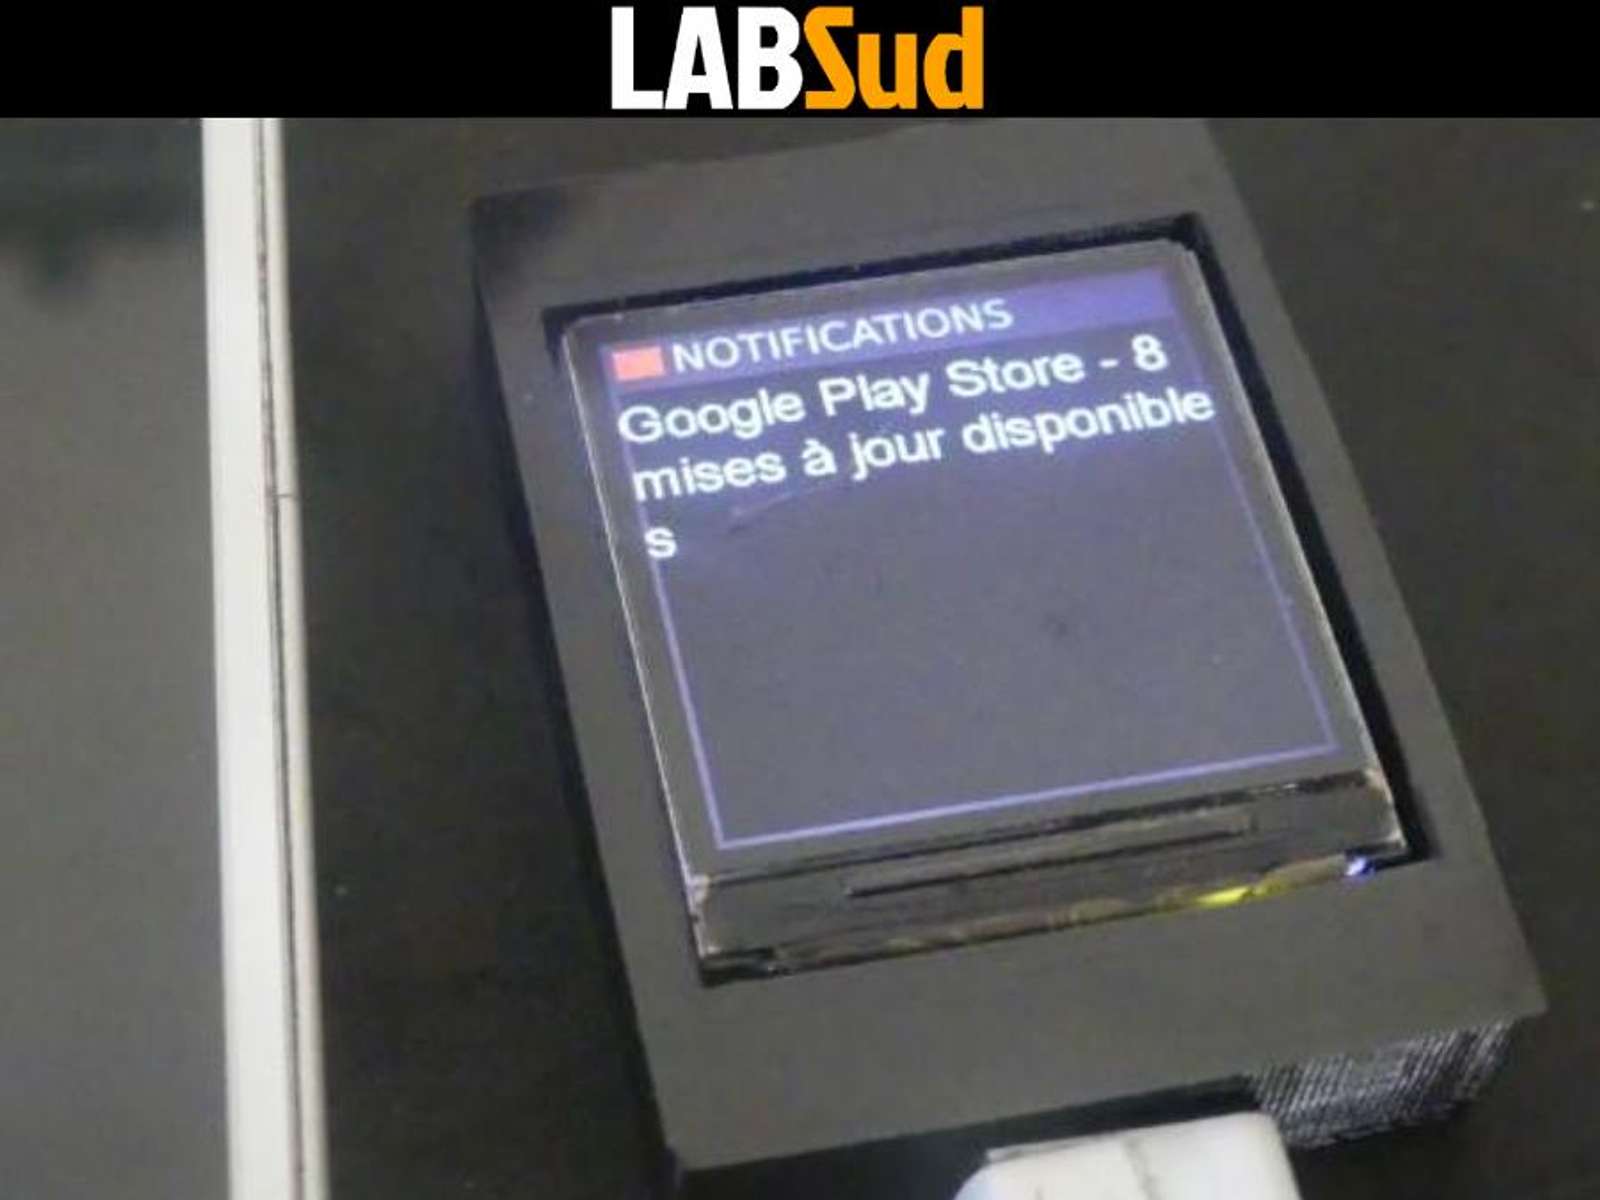 LABSud
NOTIFICATIONS
Google Play Store - 8
mises à jour disponible
s